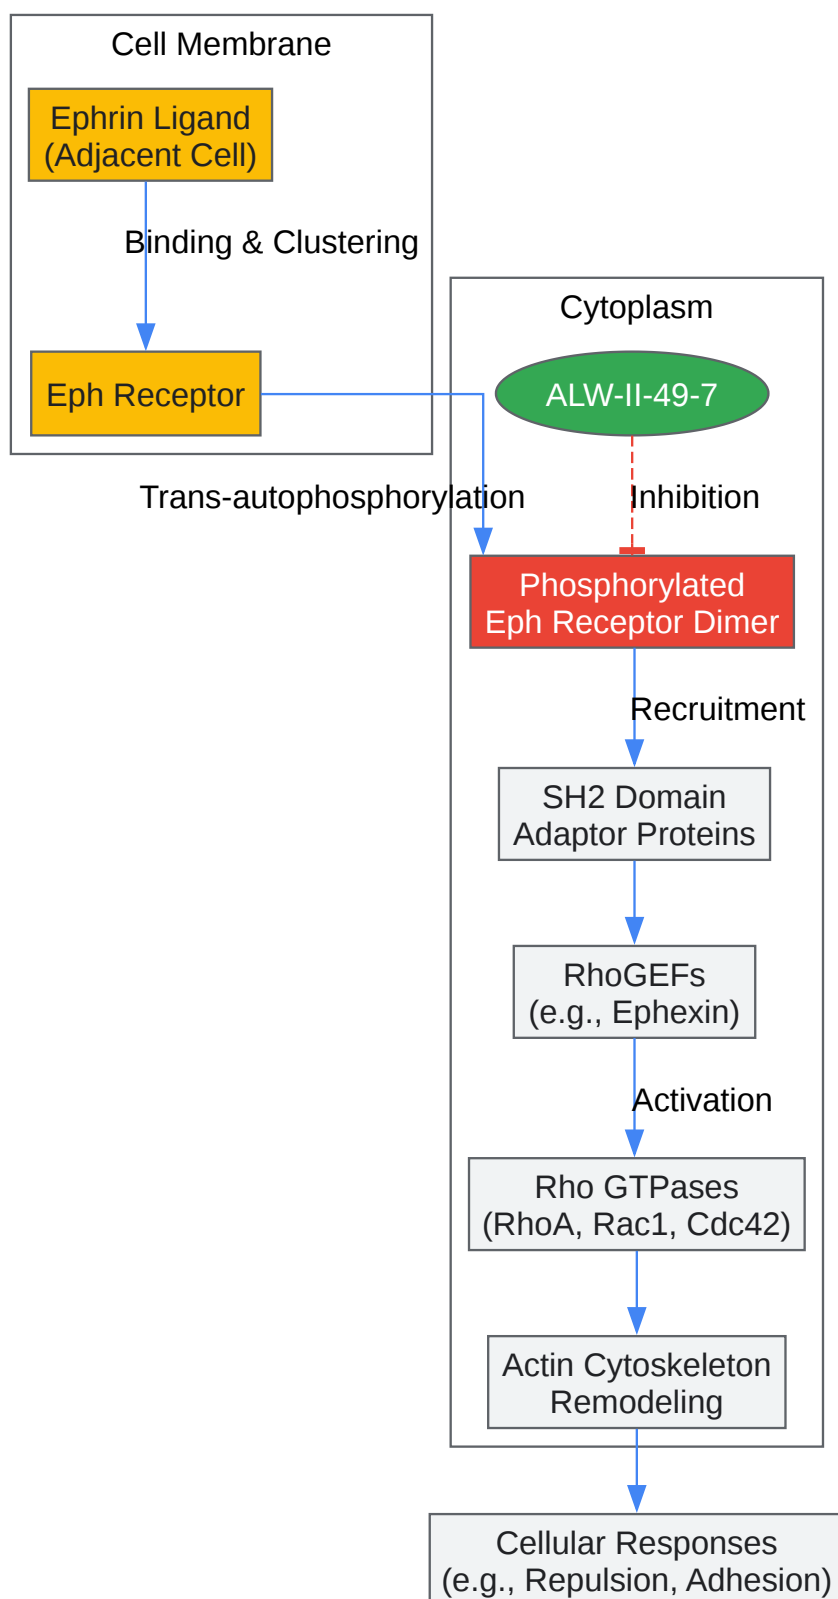 Cell Membrane
Ephrin Ligand
(Adjacent Cell)
Binding & Clustering
Eph Receptor
Cytoplasm
ALW-II-49-7
Trans-autophosphorylation
Inhibition
Phosphorylated
Eph Receptor Dimer
Recruitment
SH2 Domain
Adaptor Proteins
RhoGEFs
(e.g., Ephexin)
Activation
Rho GTPases
(RhoA, Rac1, Cdc42)
Actin Cytoskeleton
Remodeling
Cellular Responses
(e.g., Repulsion, Adhesion)